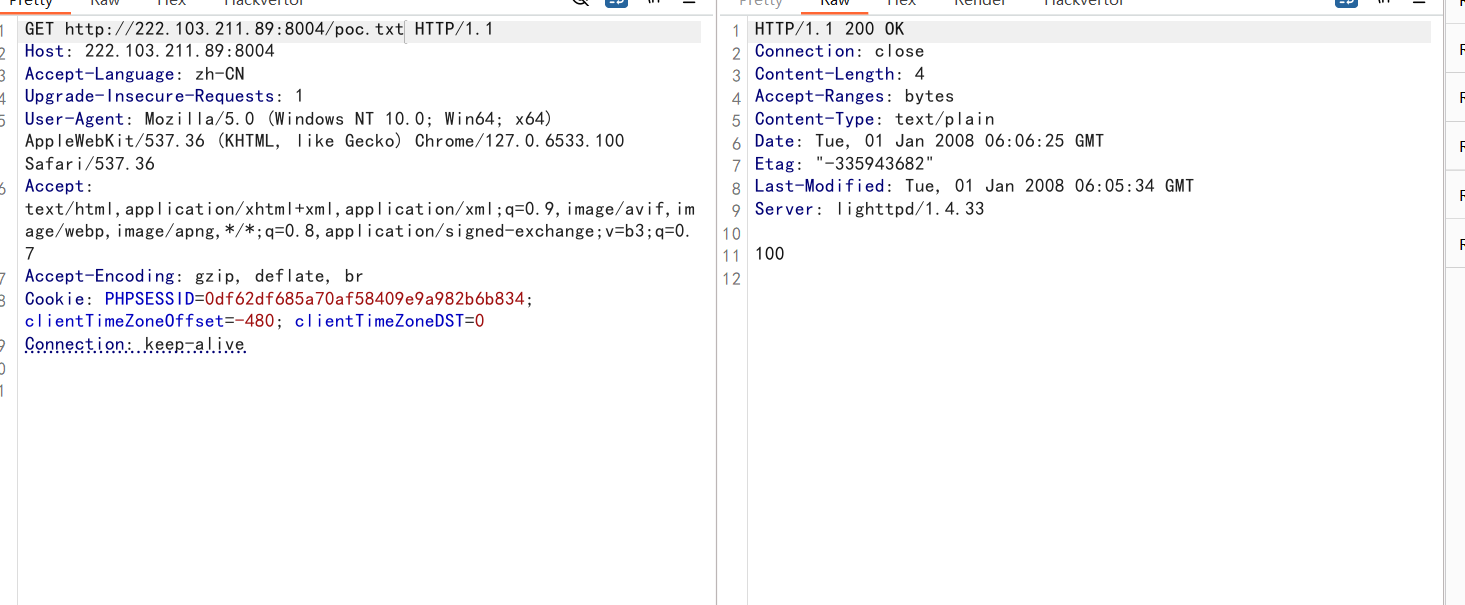 Pretty Raw Hex Hackvertor
1 GET http://222.103.211.89:8004/poc.txt HTTP/1.1
2 Host: 222.103.211.89:8004
3 Accept-Language: zh-CN
4 Upgrade-Insecure-Requests: 1
5 User-Agent: Mozilla/5.0 (Windows NT 10.0; Win64; x64)
AppleWebKit/537.36 (KHTML, like Gecko) Chrome/127.0.6533.100
Safari/537.36
6 Accept:
text/html,application/xhtml+xml,application/xml;q=0.9,image/avif,im
age/webp,image/apng,*/*;q=0.8,application/signed-exchange;v=b3;q=0.
7
7 Accept-Encoding: gzip, deflate, br
8 Cookie: PHPSESSID=0df62df685a70af58409e9a982b6b834;
clientTimeZoneOffset=-480; clientTimeZoneDST=0
9 Connection: keep-alive
0
1
Pretty Raw Hex Render Hackvertor
1 HTTP/1.1 200 OK
2 Connection: close
3 Content-Length: 4
4 Accept-Ranges: bytes
5 Content-Type: text/plain
6 Date: Tue, 01 Jan 2008 06:06:25 GMT
7 Etag: "-335943682"
8 Last-Modified: Tue, 01 Jan 2008 06:05:34 GMT
9 Server: lighttpd/1.4.33
10
11 100
12